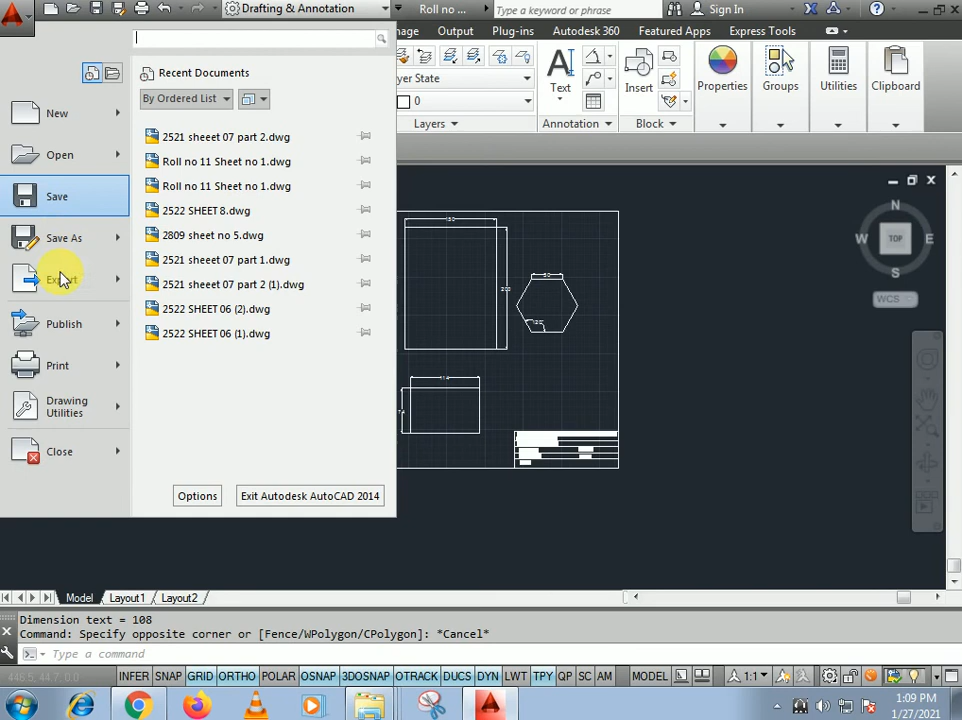 Drafting & Annotation
Roll no ...
Type a keyword or phrase
Sign In
Output
Plug-ins
Autodesk 360
Featured Apps
Express Tools
Recent Documents
By Ordered List
New
Open
Save
Save As
Export
Publish
Print
Drawing
Utilities
Close
2521 sheeet 07 part 2.dwg
Roll no 11 Sheet no 1.dwg
Roll no 11 Sheet no 1.dwg
2522 SHEET 8.dwg
2809 sheet no 5.dwg
2521 sheeet 07 part 1.dwg
2521 sheeet 07 part 2 (1).dwg
2522 SHEET 06 (2).dwg
2522 SHEET 06 (1).dwg
Options
Exit Autodesk AutoCAD 2014
yer State
0
Layers
Text
Annotation
Insert
Block
Properties
Groups
Utilities
Clipboard
N
W
TOP
E
S
WCS
200
Model
Layout1
Layout2
Dimension text = 108
Command: Specify opposite corner or [Fence/WPolygon/CPolygon]: *Cancel*
Type a command
INFER SNAP GRID ORTHO POLAR OSNAP 3DOSNAP OTRACK DUCS DYN LWT TPY QP SC AM MODEL 1:1
1:09 PM
1/27/2021